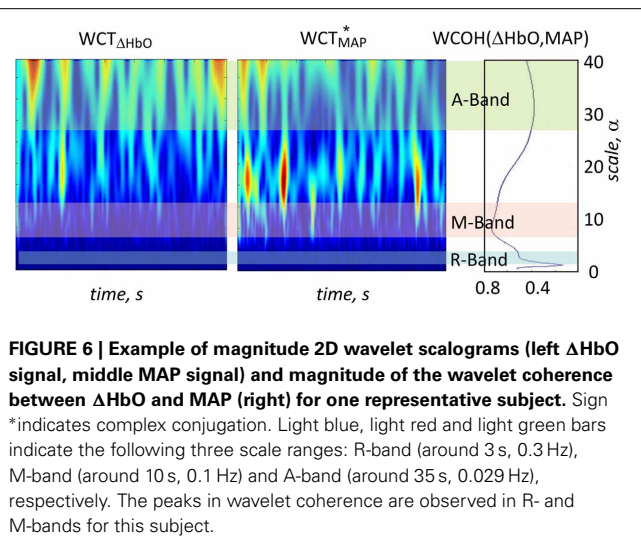 WCTΔHbO
WCT*MAP
WCOH(ΔHbO,MAP)
A-Band
M-Band
R-Band
40
30
20
10
0
scale, α
0.8 0.4
time, s
time, s
FIGURE 6 | Example of magnitude 2D wavelet scalograms (left ΔHbO
signal, middle MAP signal) and magnitude of the wavelet coherence
between ΔHbO and MAP (right) for one representative subject. Sign
*indicates complex conjugation. Light blue, light red and light green bars
indicate the following three scale ranges: R-band (around 3 s, 0.3 Hz),
M-band (around 10 s, 0.1 Hz) and A-band (around 35 s, 0.029 Hz),
respectively. The peaks in wavelet coherence are observed in R- and
M-bands for this subject.